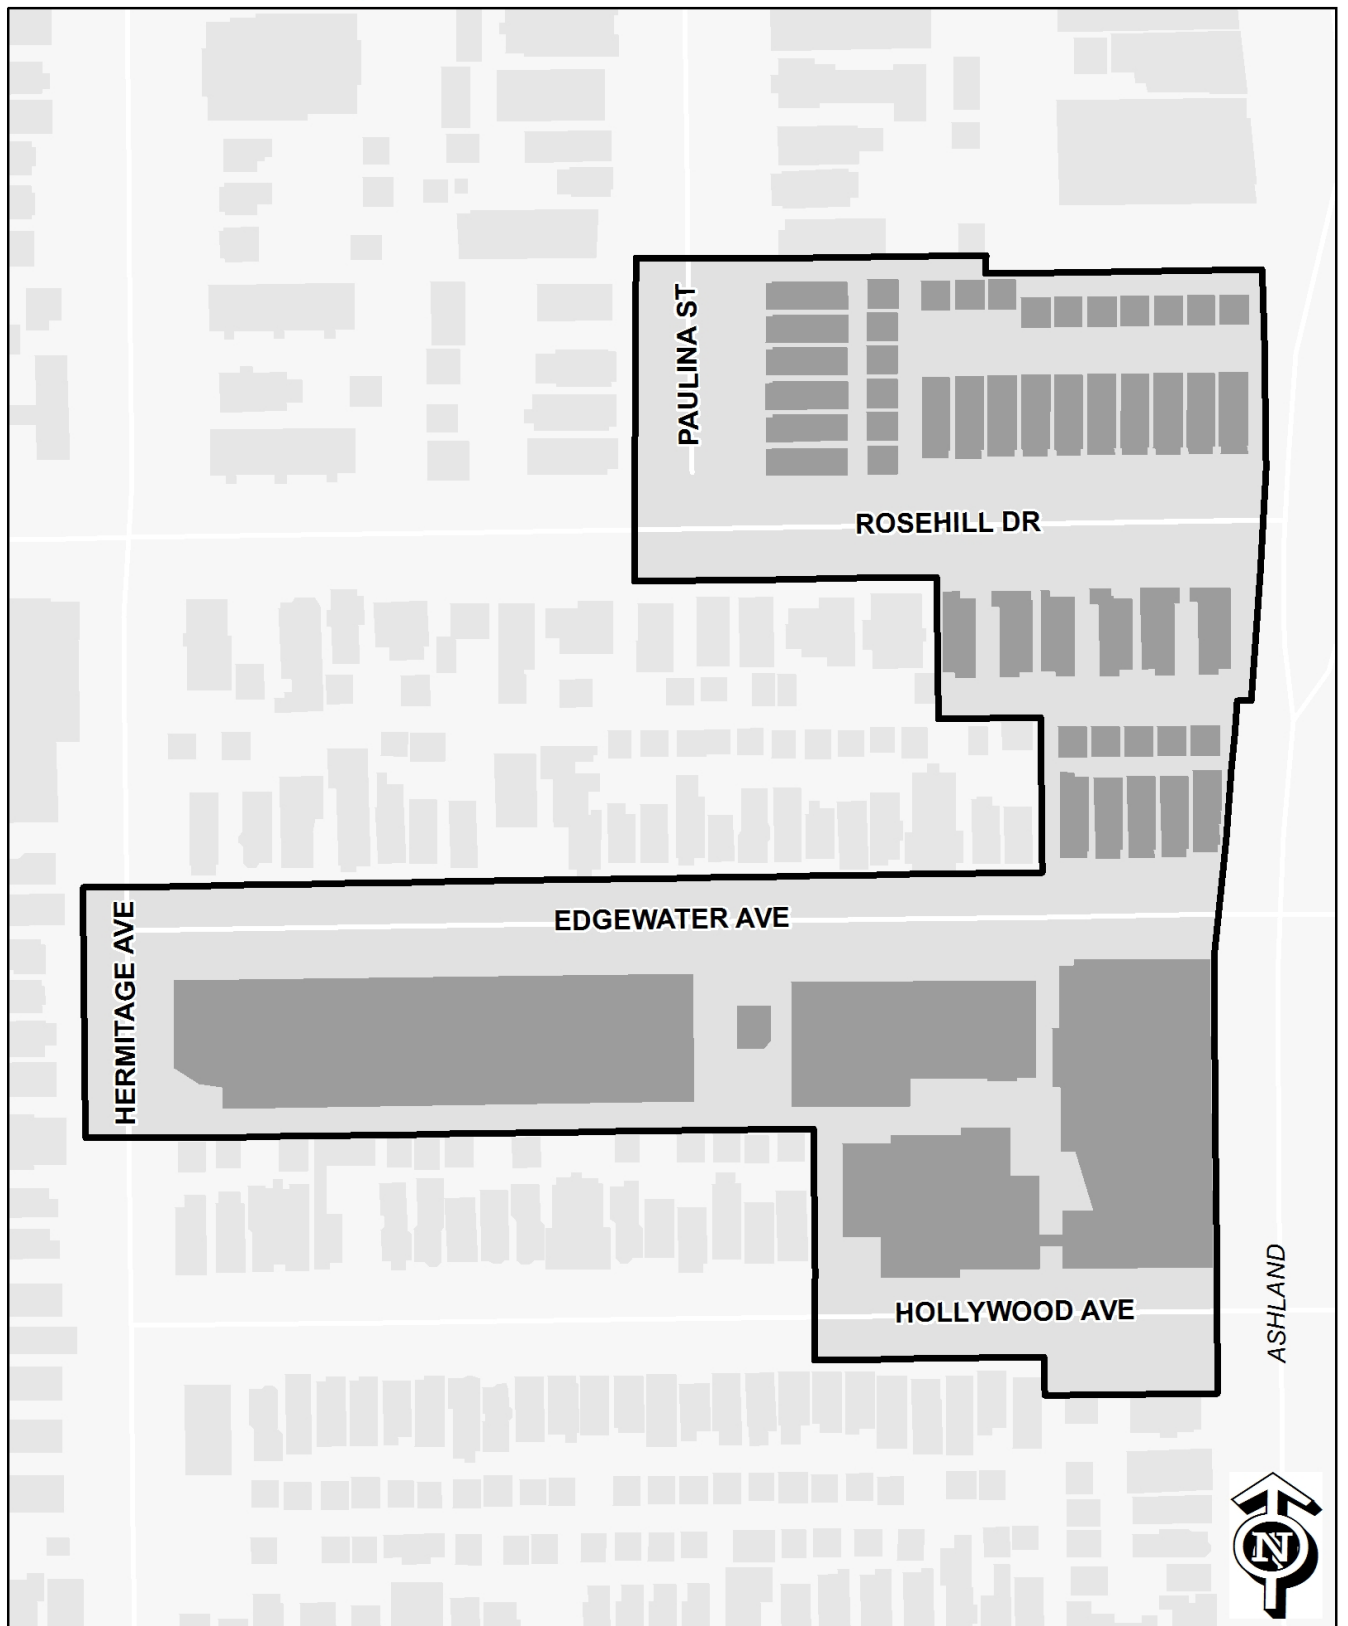 PAULINA ST
ROSEHILL DR
EDGEWATER AVE
HERMITAGE AVE
HOLLYWOOD AVE
ASHLAND
N